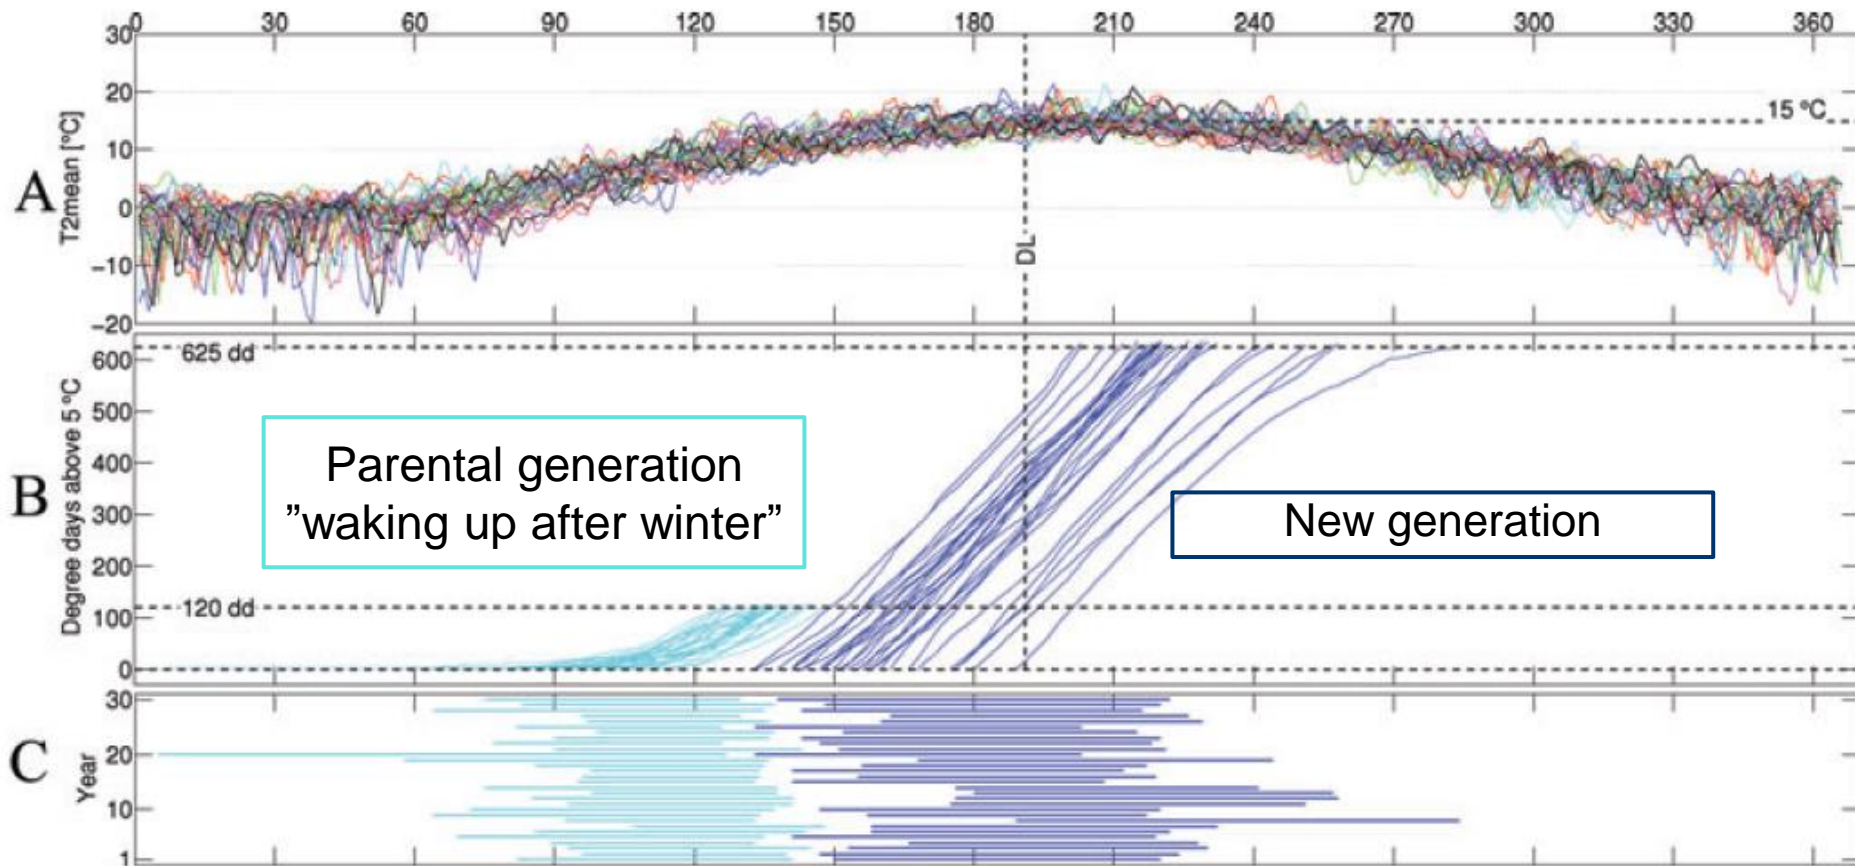 0 30 60 90 120 150 180 210 240 270 300 330 360
A
T2mean [°C]
30
20
10
0
−10
−20
15 °C
DL
B
Degree days above 5 °C
600
500
400
300
200
100
0
625 dd
120 dd
Parental generation
”waking up after winter”
New generation
C
Year
30
20
10
1